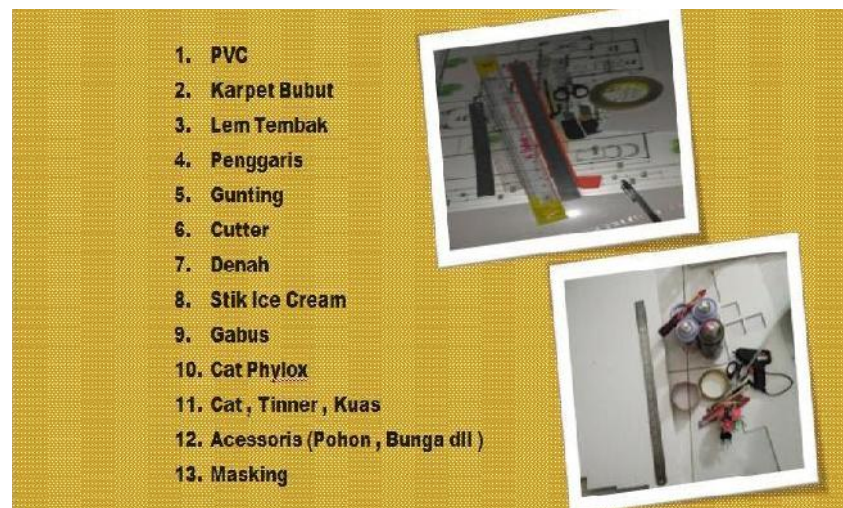 1. PVC
2. Karpet Bubut
3. Lem Tembak
4. Penggaris
5. Gunting
6. Cutter
7. Denah
8. Stik Ice Cream
9. Gabus
10. Cat Phylox
11. Cat , Tinner , Kuas
12. Acessoris (Pohon , Bunga dll )
13. Masking